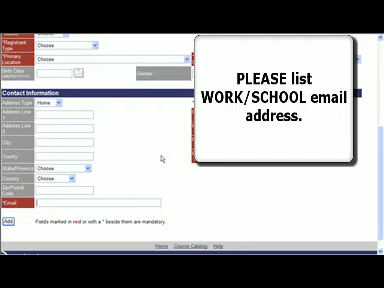 *Registrant Type
Choose
*Primary Location
Choose
Birth Date
Gender
PLEASE list
WORK/SCHOOL email
address.
Contact Information
Address Type
Home
Address Line 1
Address Line 2
City
County
State/Province
Choose
Country
Choose
Zip/Postal Code
*Email
Add
Fields marked in red or with a * beside them are mandatory.
Home Course Catalog Help